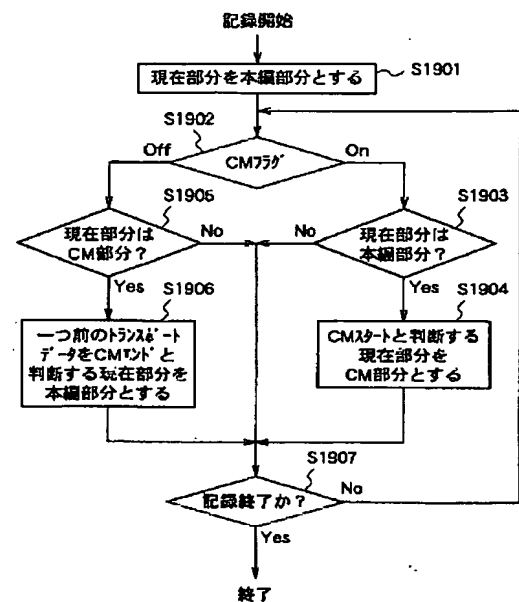 記録開始
S1901
現在部分を本編部分とする
S1902
Off
On
CMフラグ
S1905
S1903
現在部分は
CM部分？
No
No
現在部分は
本編部分？
Yes
S1906
Yes
S1904
一つ前のトランスポート
データをCMエンドと
判断する現在部分を
本編部分とする
CMスタートと判断する
現在部分を
CM部分とする
S1907
記録終了か？
No
Yes
終了